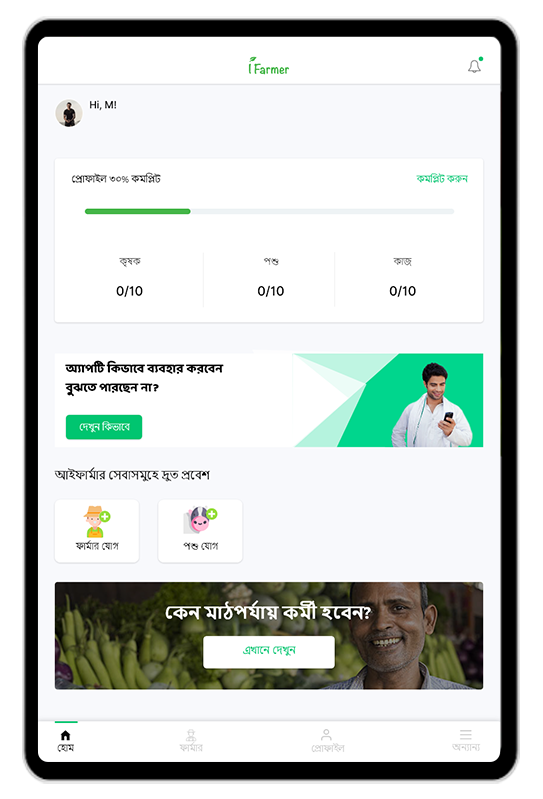 iFarmer
Hi, M!
প্রোফাইল ৩০% কমপ্লিট
কমপ্লিট করুন
কৃষক
পশু
কাজ
0/10
0/10
0/10
অ্যাপটি কিভাবে ব্যবহার করবেন
বুঝতে পারছেন না?
দেখুন কিভাবে
আইফার্মার সেবাসমুহে দ্রুত প্রবেশ
ফার্মার যোগ
পশু যোগ
কেন মাঠপর্যায় কর্মী হবেন?
এখানে দেখুন
হোম
ফার্মার
প্রোফাইল
অন্যান্য